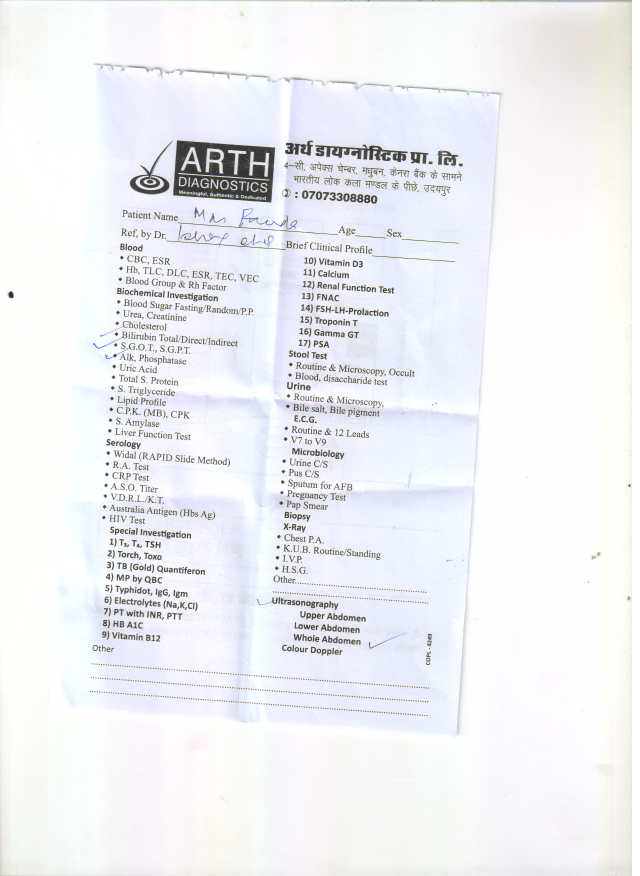 ARTH
DIAGNOSTICS
Meaningful, Authentic & Dedicated
अर्थ डायग्नोस्टिक प्रा. लि.
4–सी, अपेक्स चेम्बर, मधुबन, केनरा बैंक के सामने
भारतीय लोक कला मण्डल के पीछे, उदयपुर
: 07073308880
Patient Name Age Sex
Ref, by Dr. Brief Clinical Profile
Blood
CBC, ESR
Hb, TLC, DLC, ESR, TEC, VEC
Blood Group & Rh Factor
Biochemical Investigation
Blood Sugar Fasting/Random/P.P.
Urea, Creatinine
Cholesterol
Bilirubin Total/Direct/Indirect
S.G.O.T., S.G.P.T.
Alk, Phosphatase
Uric Acid
Total S. Protein
S. Triglyceride
Lipid Profile
C.P.K. (MB), CPK
S. Amylase
Liver Function Test
Serology
Widal (RAPID Slide Method)
R.A. Test
CRP Test
A.S.O. Titer
V.D.R.L./K.T.
Australia Antigen (Hbs Ag)
HIV Test
Special Investigation
1) T₃, T₄, TSH
2) Torch, Toxo
3) TB (Gold) Quantiferon
4) MP by QBC
5) Typhidot, IgG, Igm
6) Electrolytes (Na,K,Cl)
7) PT with INR, PTT
8) HB A1C
9) Vitamin B12
Other
10) Vitamin D3
11) Calcium
12) Renal Function Test
13) FNAC
14) FSH-LH-Prolaction
15) Troponin T
16) Gamma GT
17) PSA
Stool Test
Routine & Microscopy, Occult
Blood, disaccharide test
Urine
Routine & Microscopy,
Bile salt, Bile pigment
E.C.G.
Routine & 12 Leads
V7 to V9
Microbiology
Urine C/S
Pus C/S
Sputum for AFB
Pregnancy Test
Pap Smear
Biopsy
X-Ray
Chest P.A.
K.U.B. Routine/Standing
I.V.P.
H.S.G.
Other
Ultrasonography
Upper Abdomen
Lower Abdomen
Whole Abdomen
Colour Doppler
COPL - 4249